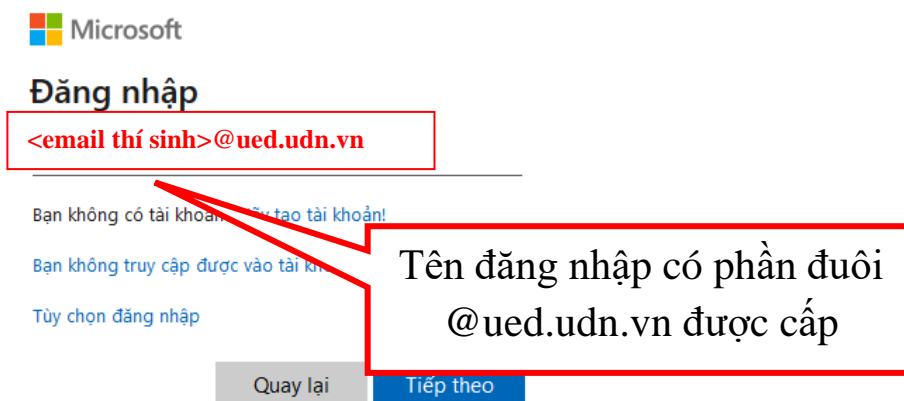 Microsoft
Đăng nhập
<email thí sinh>@ued.udn.vn
Bạn không có tài khoản tạo tài khoản!
Bạn không truy cập được vào tài
Tùy chọn đăng nhập
Tên đăng nhập có phần đuôi
@ued.udn.vn được cấp
Quay lại
Tiếp theo